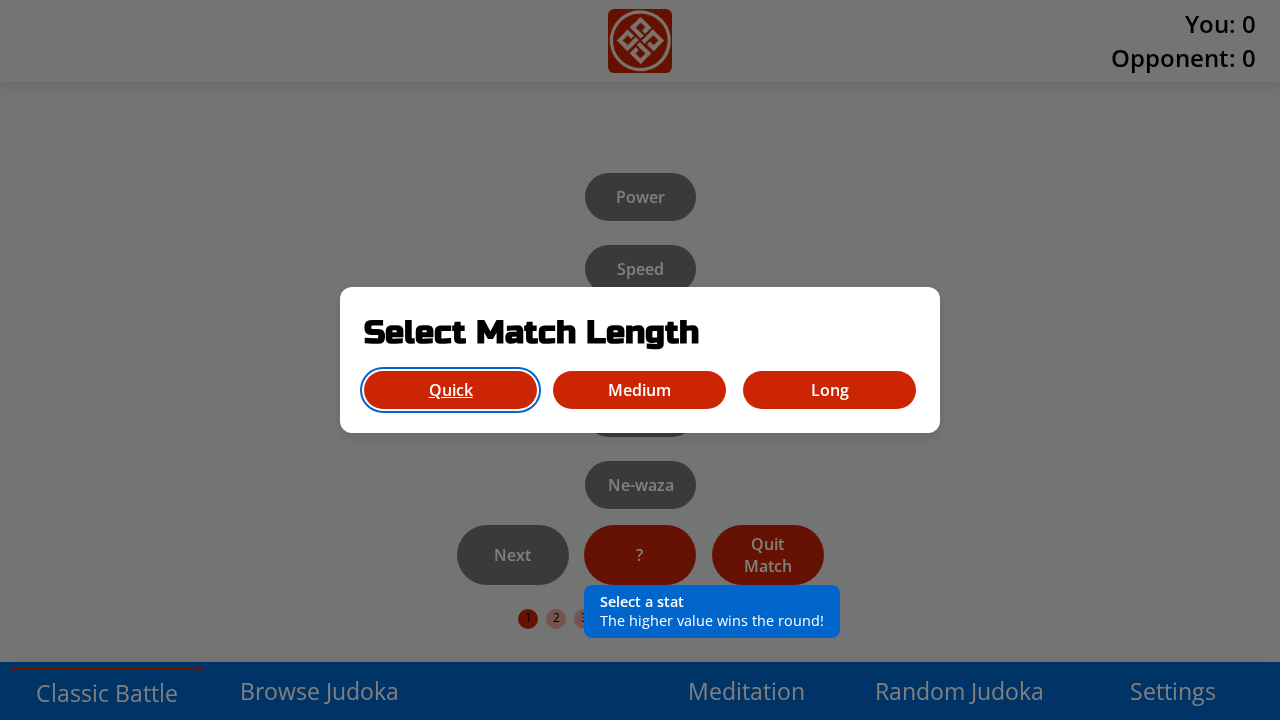 You: 0
Opponent: 0
Power
Speed
Select Match Length
Quick
Medium
Long
Ne-waza
Next
?
Quit
Match
1
2
3
Select a stat
The higher value wins the round!
Classic Battle
Browse Judoka
Meditation
Random Judoka
Settings